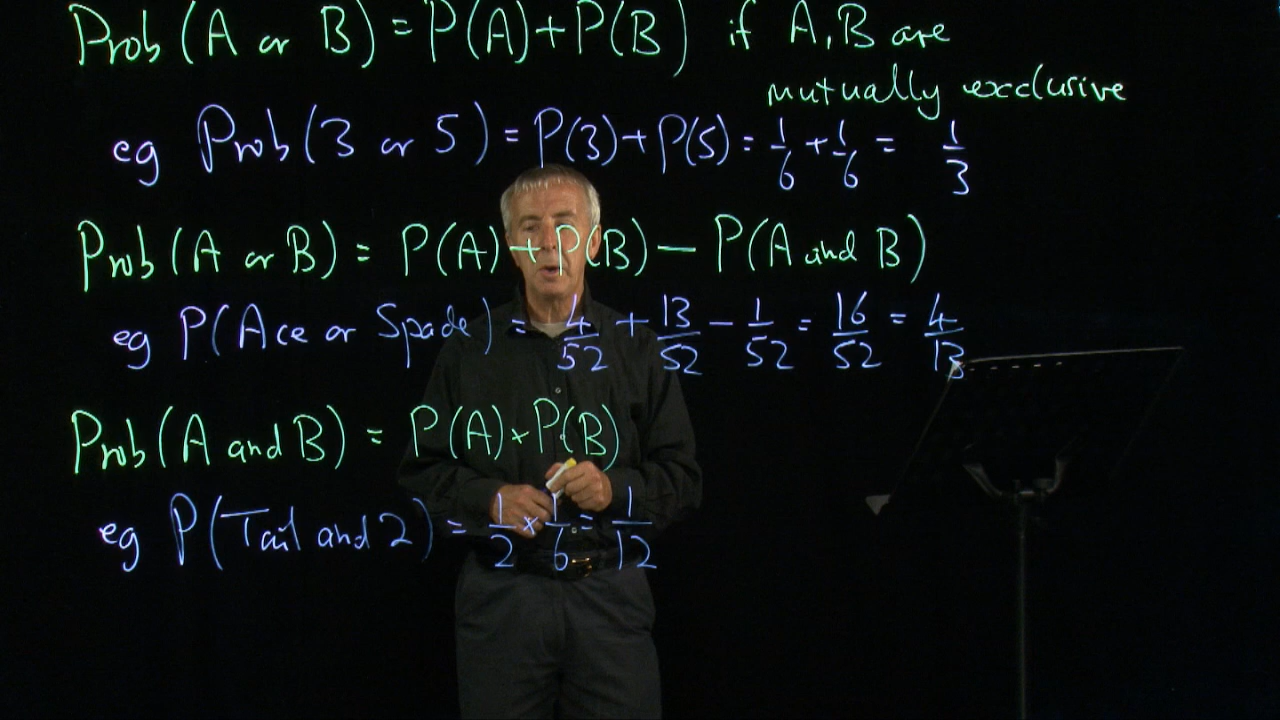 Prob (A or B) = P(A)+P(B) if A,B are
mutually exclusive
eg Prob(3 or 5) = P(3)+P(5) = 1/6 + 1/6 = 1/3
Prob (A or B) = P(A)+P(B) — P(A and B)
eg P(Ace or Spade) = 4/52 + 13/52 - 1/52 = 16/52 = 4/13
Prob (A and B) = P(A)×P(B)
eg P(Tail and 2) = 1/2 × 1/6 = 1/12